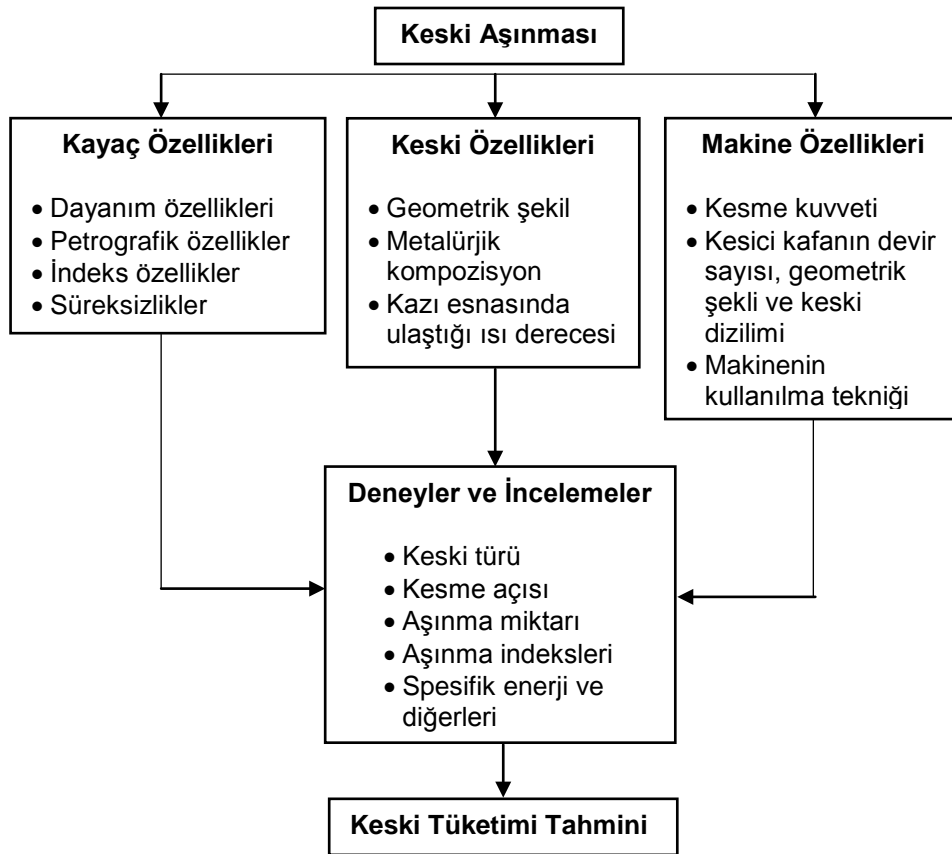 Keski Aşınması
Kayaç Özellikleri
• Dayanım özellikleri
• Petrografik özellikler
• İndeks özellikler
• Süreksizlikler
Keski Özellikleri
• Geometrik şekil
• Metalürjik
kompozisyon
• Kazı esnasında
ulaştığı ısı derecesi
Makine Özellikleri
• Kesme kuvveti
• Kesici kafanın devir
sayısı, geometrik
şekli ve keski
dizilimi
• Makinenin
kullanılma tekniği
Deneyler ve İncelemeler
• Keski türü
• Kesme açısı
• Aşınma miktarı
• Aşınma indeksleri
• Spesifik enerji ve
diğerleri
Keski Tüketimi Tahmini